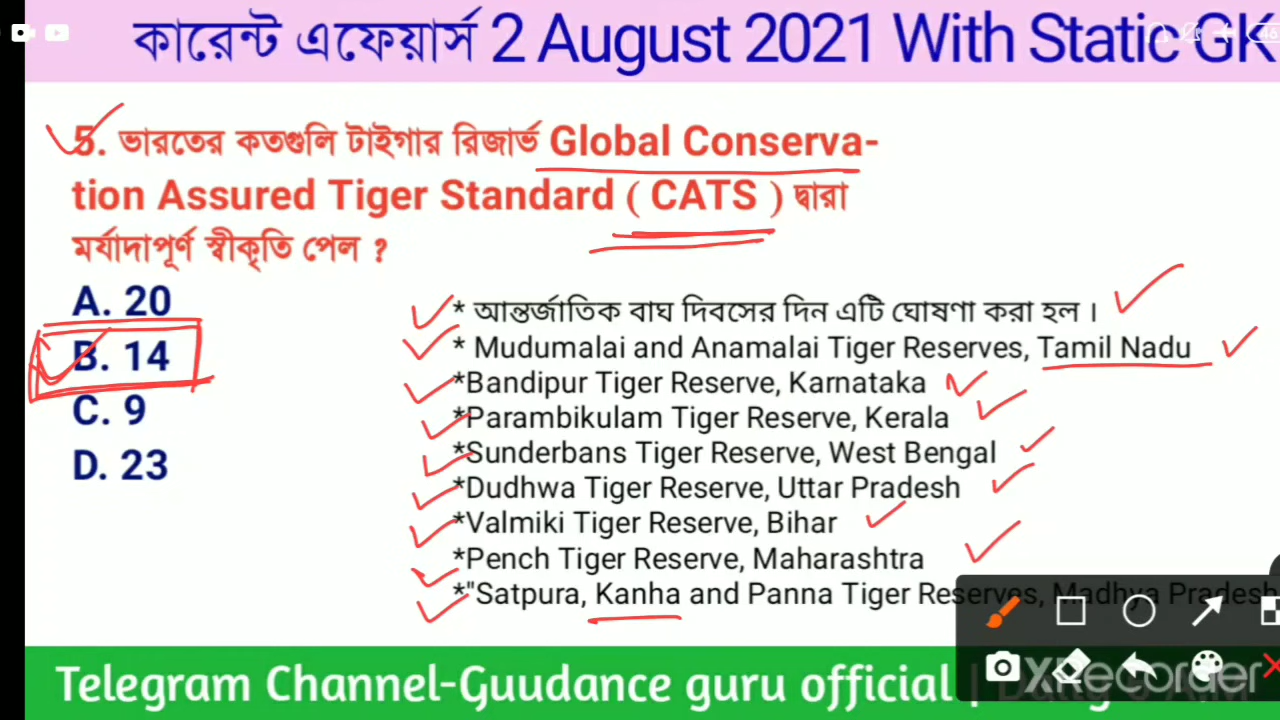 কারেন্ট এফেয়ার্স 2 August 2021 With Static GK
5. ভারতের কতগুলি টাইগার রিজার্ভ Global Conserva-
tion Assured Tiger Standard ( CATS ) দ্বারা
মর্যাদাপূর্ণ স্বীকৃতি পেল ?
A. 20
B. 14
C. 9
D. 23
* আন্তর্জাতিক বাঘ দিবসের দিন এটি ঘোষণা করা হল ।
* Mudumalai and Anamalai Tiger Reserves, Tamil Nadu
*Bandipur Tiger Reserve, Karnataka
*Parambikulam Tiger Reserve, Kerala
*Sunderbans Tiger Reserve, West Bengal
*Dudhwa Tiger Reserve, Uttar Pradesh
*Valmiki Tiger Reserve, Bihar
*Pench Tiger Reserve, Maharashtra
*"Satpura, Kanha and Panna Tiger Reserves, Madhya Pradesh
Telegram Channel-Guudance guru official |
XRecorder